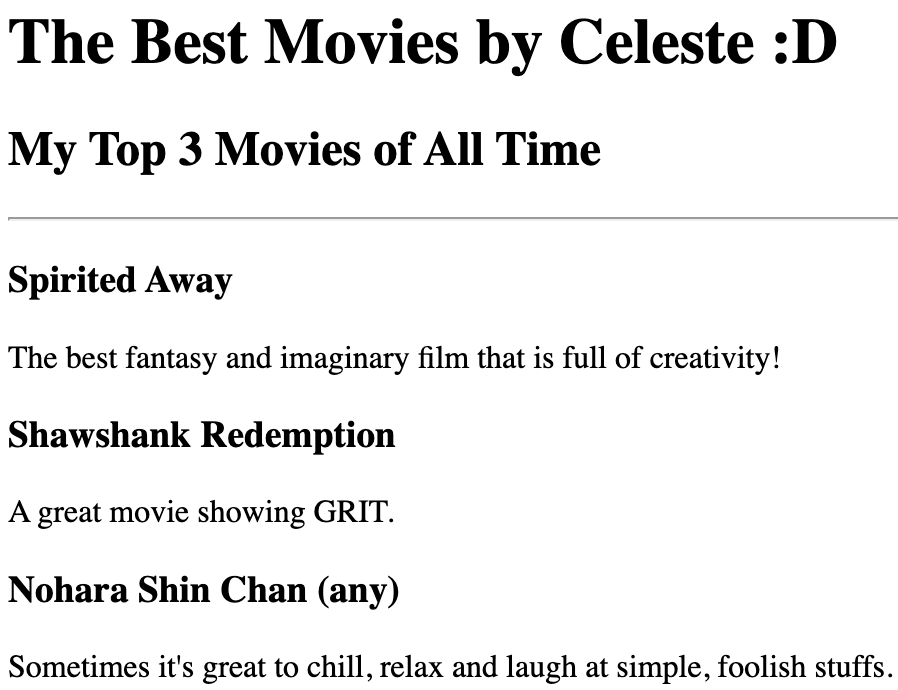 The Best Movies by Celeste :D
My Top 3 Movies of All Time
Spirited Away
The best fantasy and imaginary film that is full of creativity!
Shawshank Redemption
A great movie showing GRIT.
Nohara Shin Chan (any)
Sometimes it's great to chill, relax and laugh at simple, foolish stuffs.